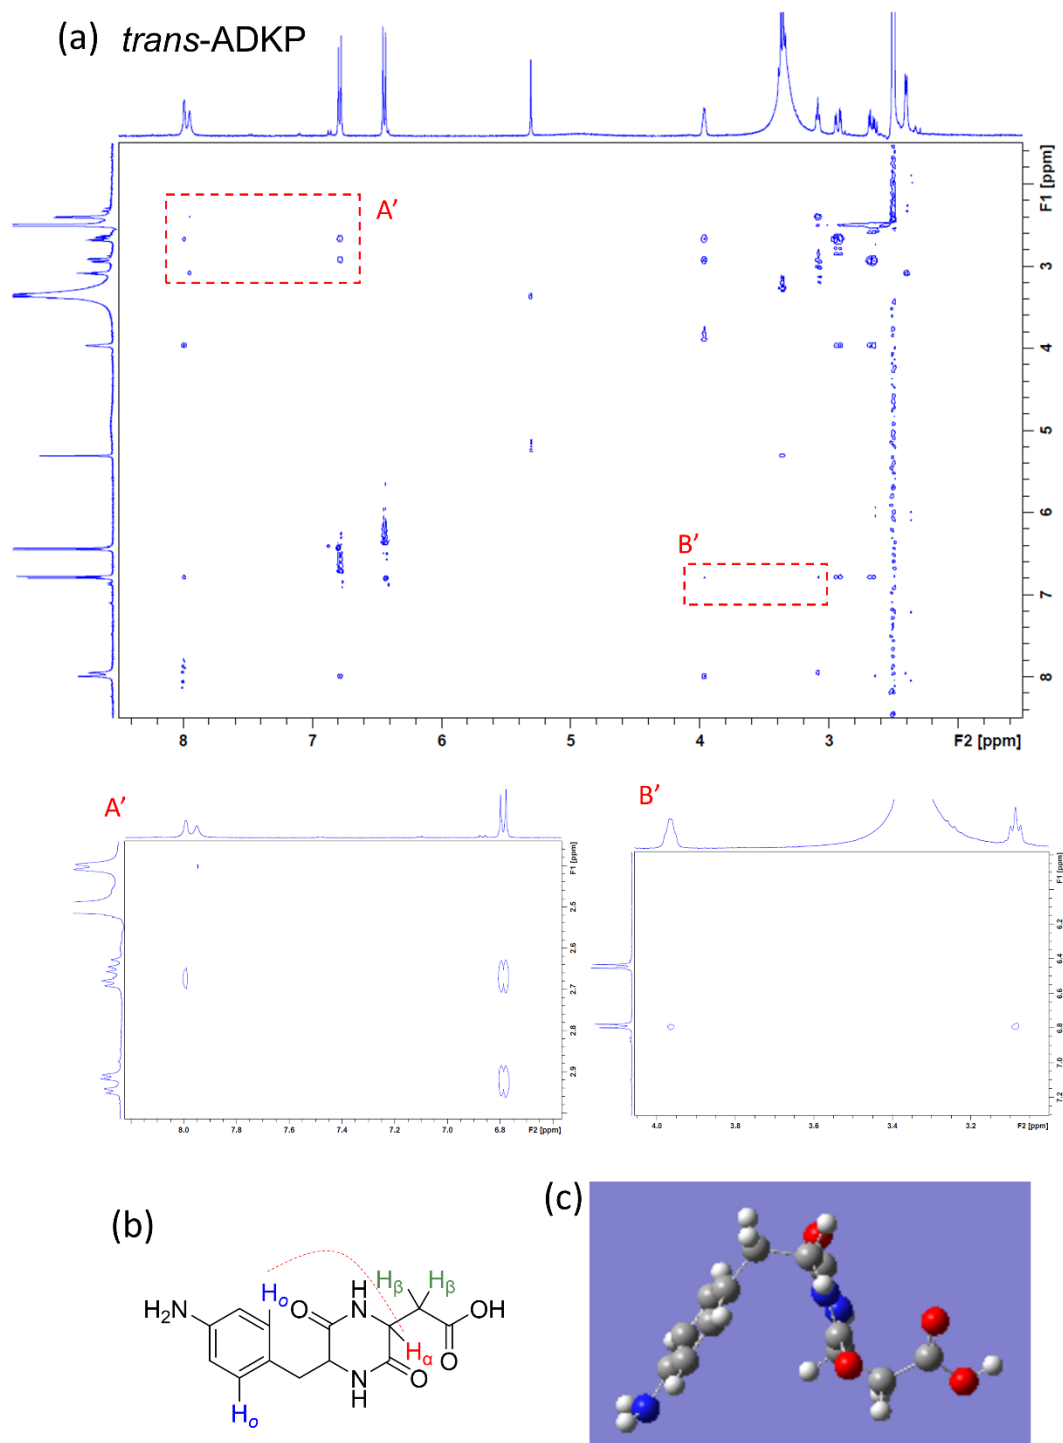 (a) trans-ADKP
A’
B’
F1 [ppm]
3
4
5
6
7
8
8
7
6
5
4
3
F2 [ppm]
A’
F1 [ppm]
2.5
2.6
2.7
2.8
2.9
8.0
7.8
7.6
7.4
7.2
7.0
6.8
F2 [ppm]
B’
F1 [ppm]
6.4
6.6
6.8
7.0
7.2
4.0
3.8
3.6
3.4
3.2
F2 [ppm]
(b)
(c)
H₂N
Hₒ
Hₒ
O
H
N
Hβ
Hβ
OH
O
Hα
O
N
H